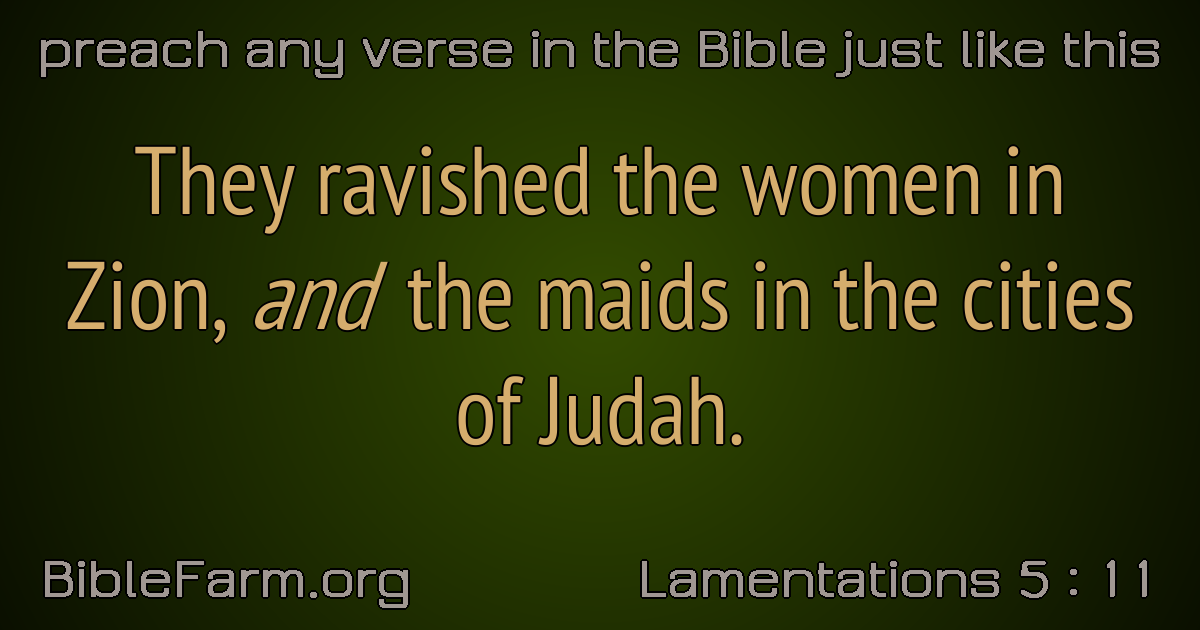 preach any verse in the Bible just like this
They ravished the women in
Zion, and the maids in the cities
of Judah.
BibleFarm.org
Lamentations 5 : 11